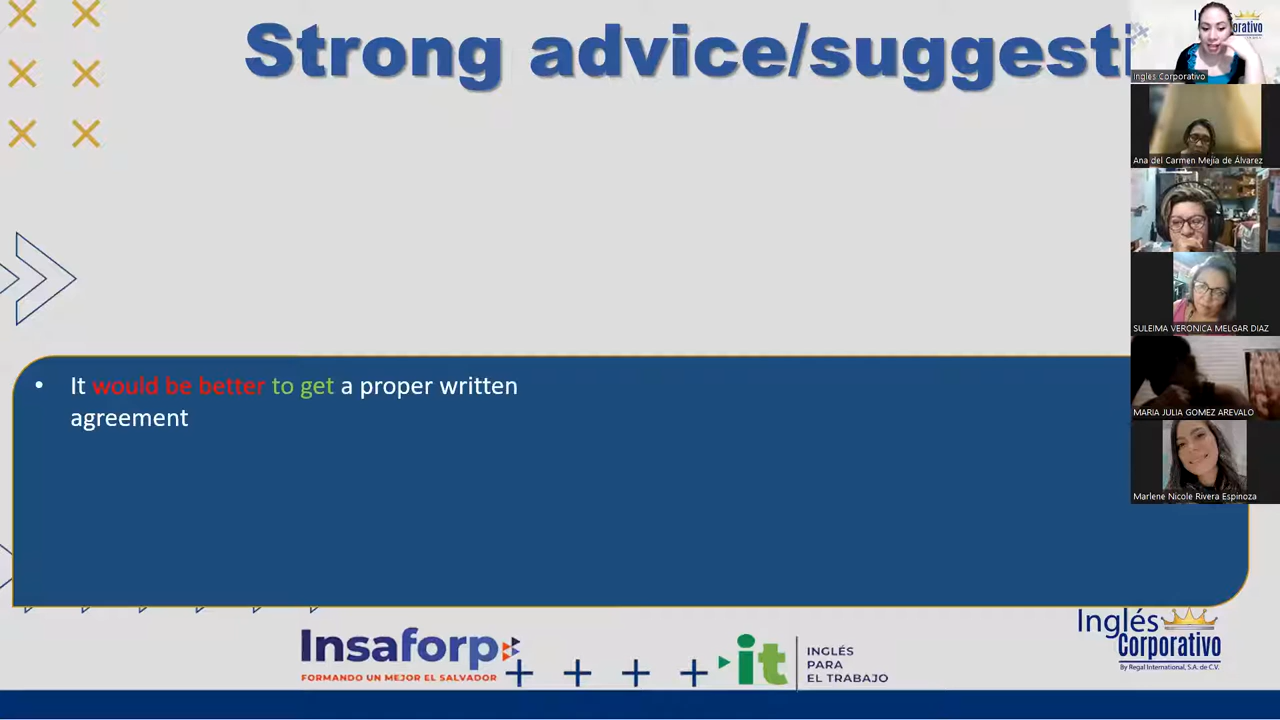 Strong advice/suggesti
Inglés Corporativo
Ana del Carmen Mejía de Álvarez
SULEIMA VERONICA MELGAR DIAZ
MARIA JULIA GOMEZ AREVALO
Marlene Nicole Rivera Espinoza
• It would be better to get a proper written
agreement
Insaforp
FORMANDO UN MEJOR EL SALVADOR
it
INGLÉS
PARA
EL TRABAJO
Inglés
Corporativo
By Regal International, S.A. de C.V.